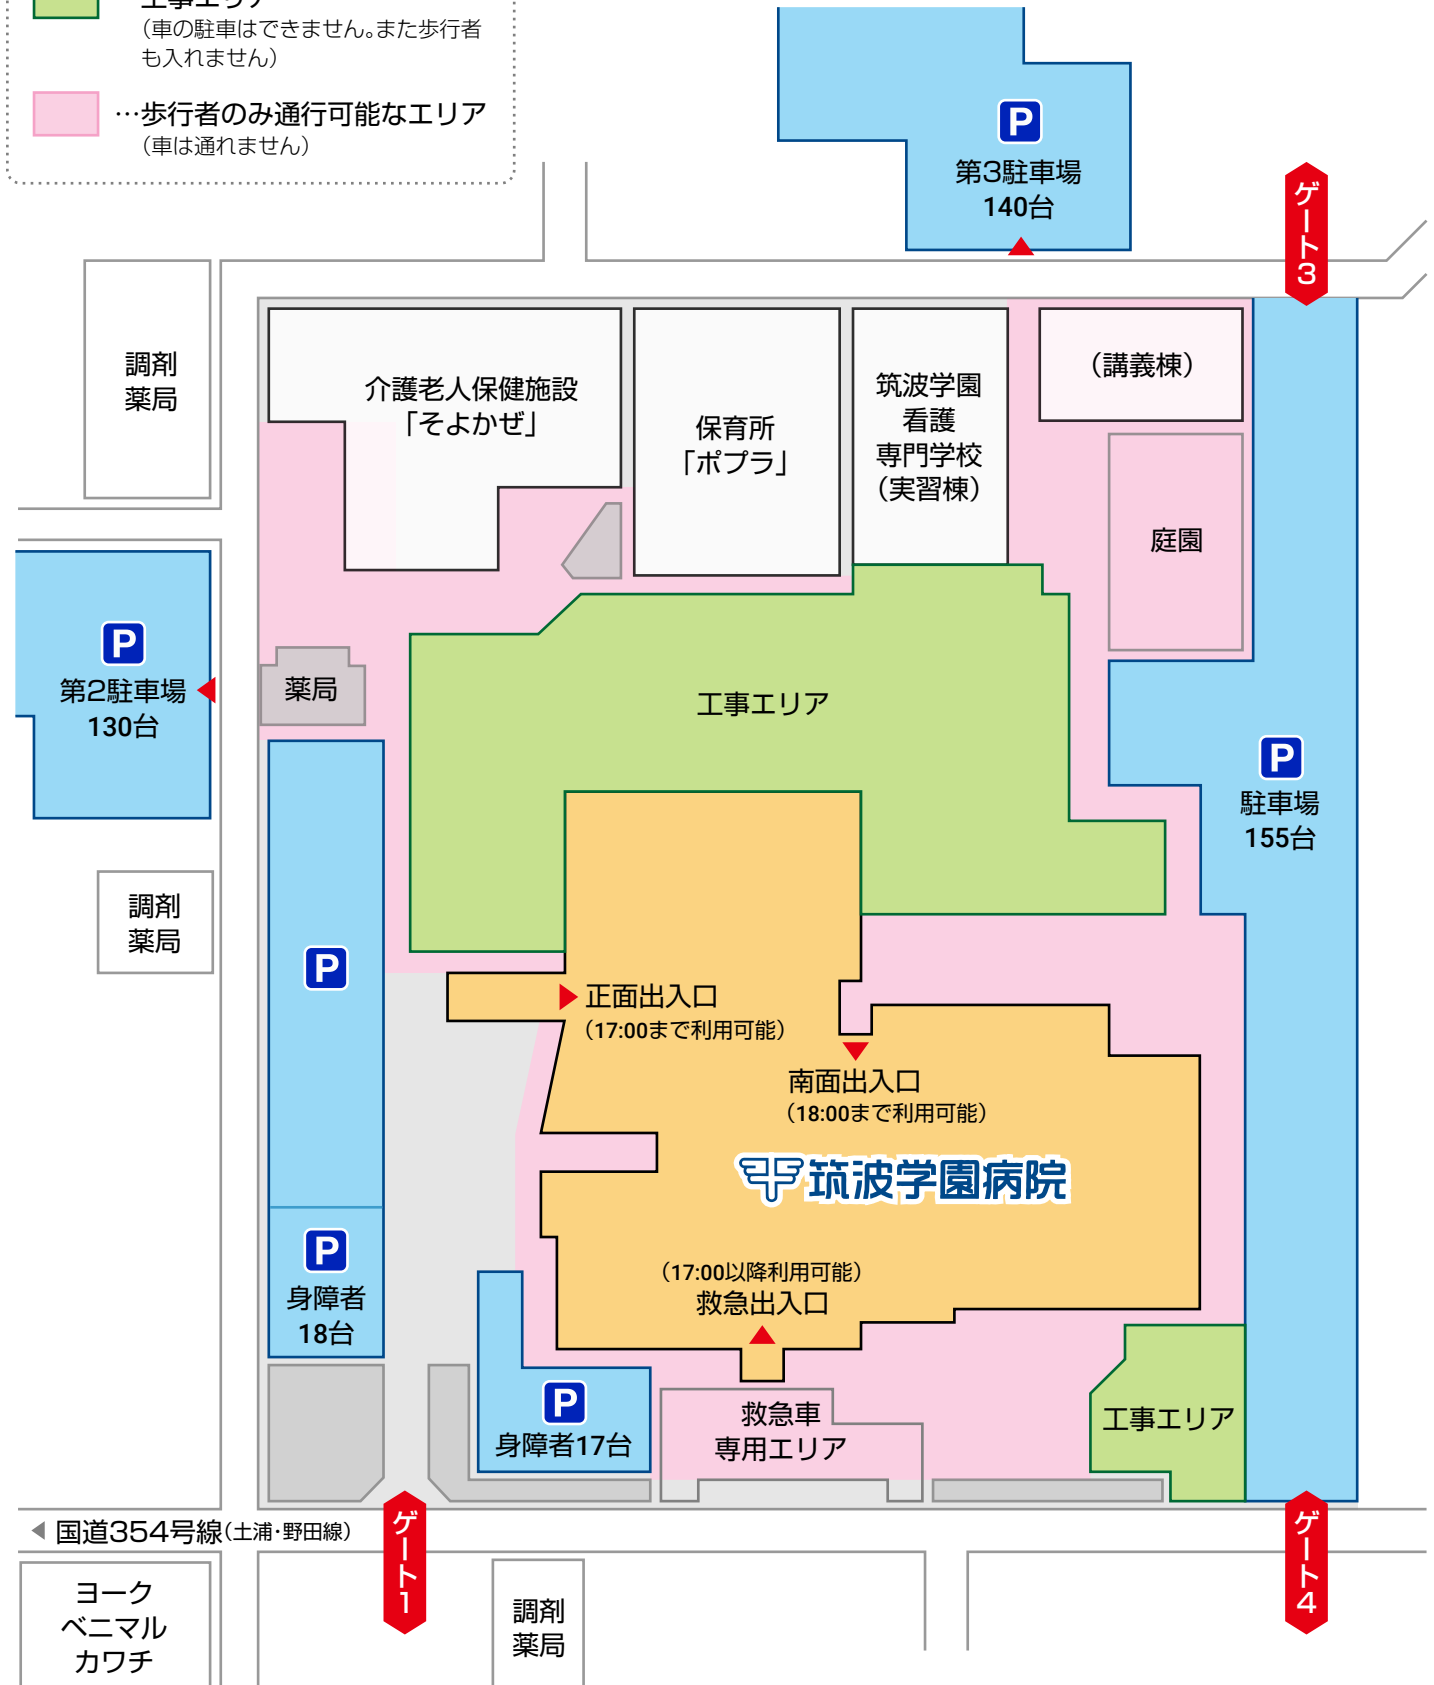 工事エリア
（車の駐車はできません。また歩行者
も入れません）
…歩行者のみ通行可能なエリア
（車は通れません）
P
第3駐車場
140台
ゲート3
調剤
薬局
介護老人保健施設
「そよかぜ」
保育所
「ポプラ」
筑波学園
看護
専門学校
（実習棟）
（講義棟）
庭園
P
第2駐車場
130台
薬局
工事エリア
P
駐車場
155台
調剤
薬局
P
正面出入口
（17:00まで利用可能）
南面出入口
（18:00まで利用可能）
筑波学園病院
P
身障者
18台
（17:00以降利用可能）
救急出入口
P
身障者17台
救急車
専用エリア
工事エリア
国道354号線（土浦・野田線）
ゲート1
ゲート4
ヨーク
ベニマル
カワチ
調剤
薬局